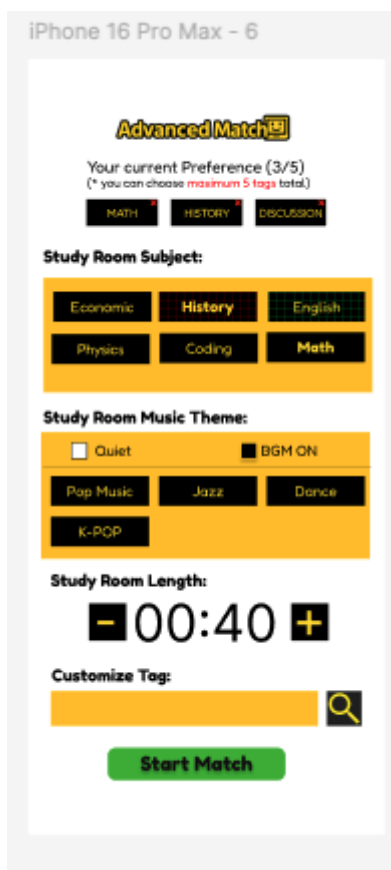 iPhone 16 Pro Max - 6
Advanced Match
Your current Preference (3/5)
(* you can choose maximum 5 tags total)
MATH HISTORY DISCUSSION
Study Room Subject:
Economic History English
Physics Coding Math
Study Room Music Theme:
Quiet BGM ON
Pop Music Jazz Dance
K-POP
Study Room Length:
- 00:40 +
Customize Tag:
Start Match